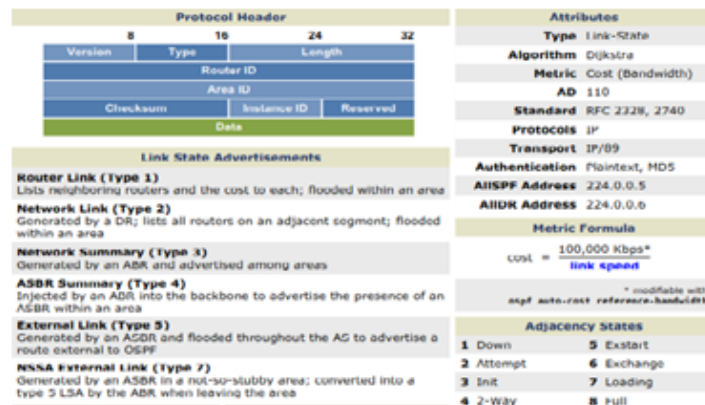 Protocol Header
8 16 24 32
Version Type Length
Router ID
Area ID
Checksum Instance ID Reserved
Data
Link State Advertisements
Router Link (Type 1)
Lists neighboring routers and the cost to each; flooded within an area
Network Link (Type 2)
Generated by a DR; lists all routers on an adjacent segment; flooded
within an area
Network Summary (Type 3)
Generated by an ABR and advertised among areas
ASBR Summary (Type 4)
Injected by an ABR into the backbone to advertise the presence of an
ASBR within an area
External Link (Type 5)
Generated by an ASBR and flooded throughout the AS to advertise a
route external to OSPF
NSSA External Link (Type 7)
Generated by an ASBR in a not-so-stubby area; converted into a
type 5 LSA by the ABR when leaving the area
Attributes
Type Link-State
Algorithm Dijkstra
Metric Cost (Bandwidth)
AD 110
Standard RFC 2328, 2740
Protocols IP
Transport IP/89
Authentication Plaintext, MD5
AllSPF Address 224.0.0.5
AllDR Address 224.0.0.6
Metric Formula
cost = 100,000 Kbps*
link speed
* modifiable with
ospf auto-cost reference-bandwidth
Adjacency States
1 Down 5 Exstart
2 Attempt 6 Exchange
3 Init 7 Loading
4 2-Way 8 Full